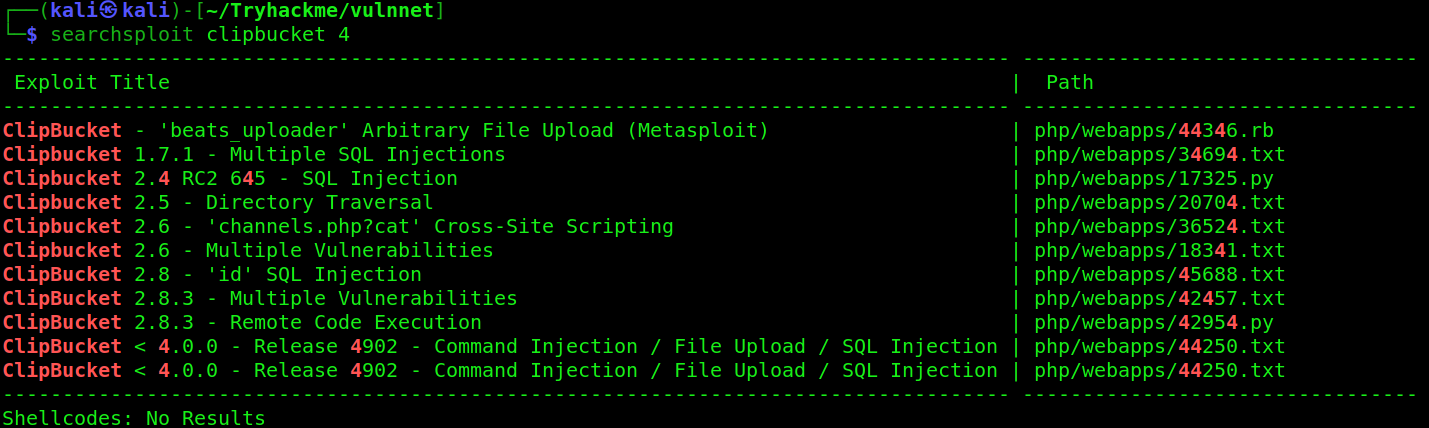 ┌──(kali㉿kali)-[~/Tryhackme/vulnnet]
└─$ searchsploit clipbucket 4
---------------------------------------------------------------------------------- ---------------------------------
 Exploit Title                                                                    |  Path
---------------------------------------------------------------------------------- ---------------------------------
ClipBucket - 'beats_uploader' Arbitrary File Upload (Metasploit)                  | php/webapps/44346.rb
Clipbucket 1.7.1 - Multiple SQL Injections                                        | php/webapps/34694.txt
Clipbucket 2.4 RC2 645 - SQL Injection                                            | php/webapps/17325.py
Clipbucket 2.5 - Directory Traversal                                              | php/webapps/20704.txt
Clipbucket 2.6 - 'channels.php?cat' Cross-Site Scripting                          | php/webapps/36524.txt
Clipbucket 2.6 - Multiple Vulnerabilities                                         | php/webapps/18341.txt
ClipBucket 2.8 - 'id' SQL Injection                                               | php/webapps/45688.txt
ClipBucket 2.8.3 - Multiple Vulnerabilities                                       | php/webapps/42457.txt
ClipBucket 2.8.3 - Remote Code Execution                                          | php/webapps/42954.py
ClipBucket < 4.0.0 - Release 4902 - Command Injection / File Upload / SQL Injection | php/webapps/44250.txt
ClipBucket < 4.0.0 - Release 4902 - Command Injection / File Upload / SQL Injection | php/webapps/44250.txt
---------------------------------------------------------------------------------- ---------------------------------
Shellcodes: No Results